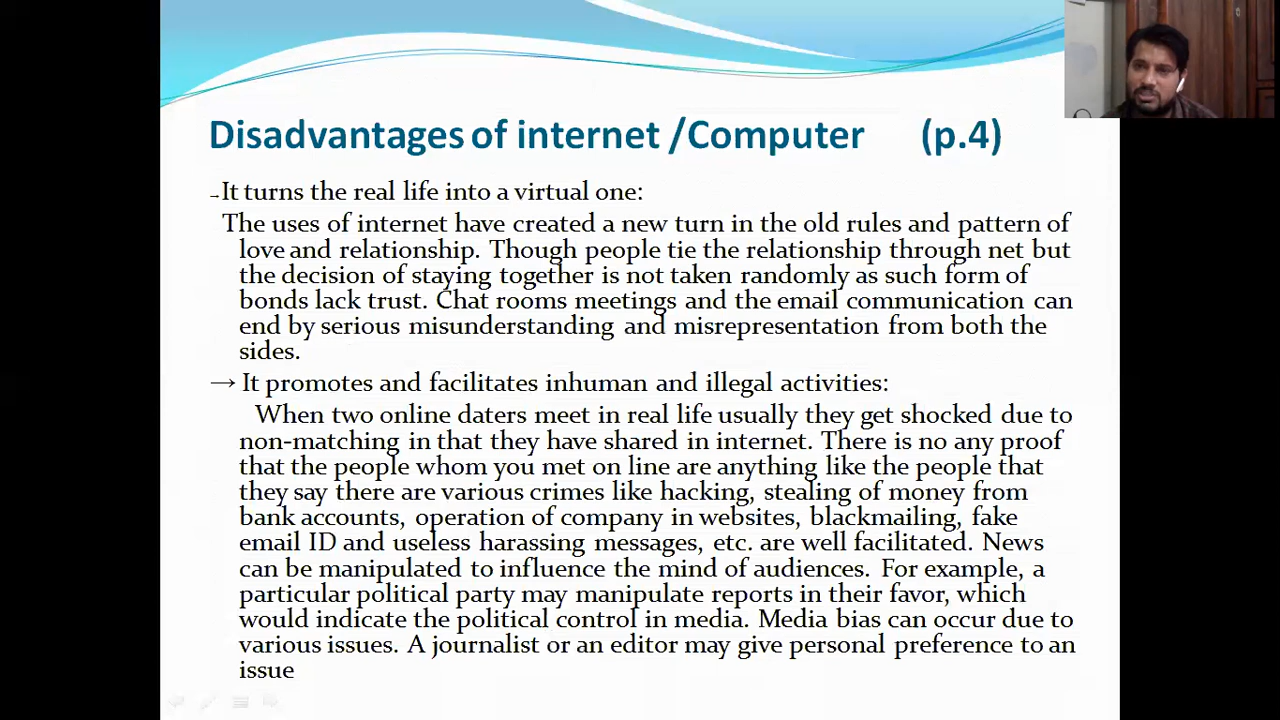 Disadvantages of internet /Computer (p.4)
-It turns the real life into a virtual one:
The uses of internet have created a new turn in the old rules and pattern of
love and relationship. Though people tie the relationship through net but
the decision of staying together is not taken randomly as such form of
bonds lack trust. Chat rooms meetings and the email communication can
end by serious misunderstanding and misrepresentation from both the
sides.
→ It promotes and facilitates inhuman and illegal activities:
When two online daters meet in real life usually they get shocked due to
non-matching in that they have shared in internet. There is no any proof
that the people whom you met on line are anything like the people that
they say there are various crimes like hacking, stealing of money from
bank accounts, operation of company in websites, blackmailing, fake
email ID and useless harassing messages, etc. are well facilitated. News
can be manipulated to influence the mind of audiences. For example, a
particular political party may manipulate reports in their favor, which
would indicate the political control in media. Media bias can occur due to
various issues. A journalist or an editor may give personal preference to an
issue